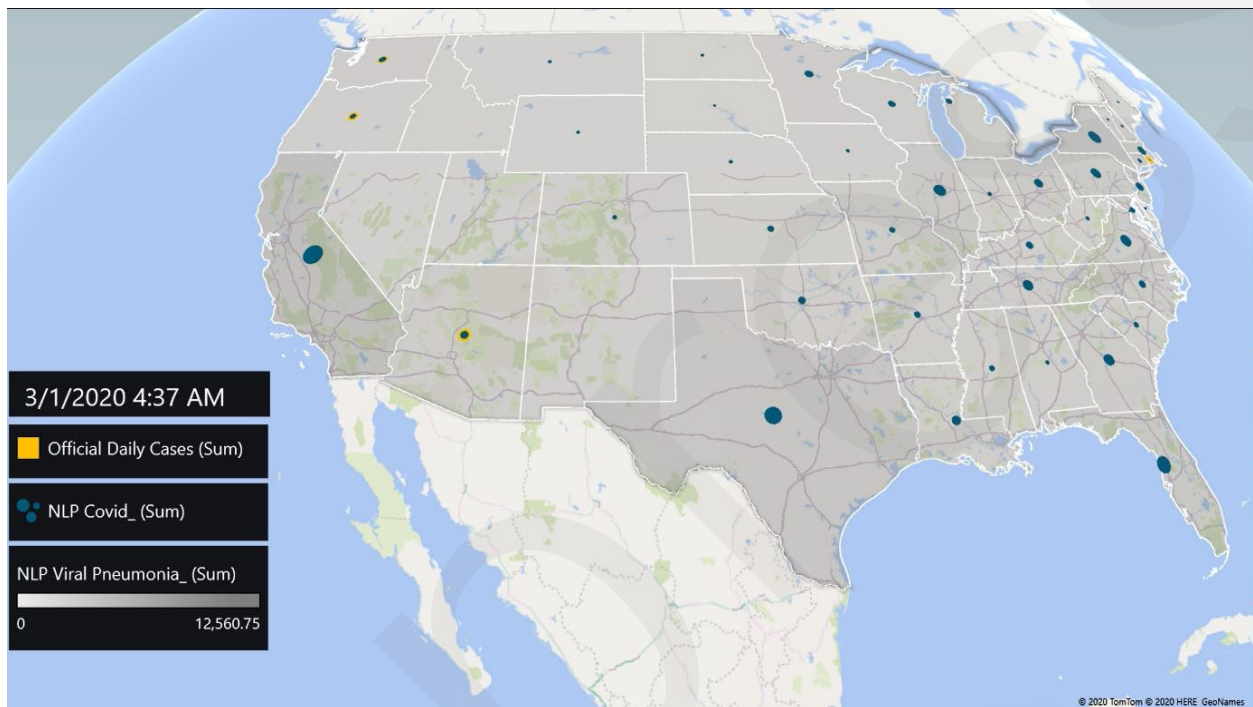 3/1/2020 4:37 AM
Official Daily Cases (Sum)
NLP Covid_ (Sum)
NLP Viral Pneumonia_ (Sum)
0 12,560.75
© 2020 TomTom © 2020 HERE GeoNames